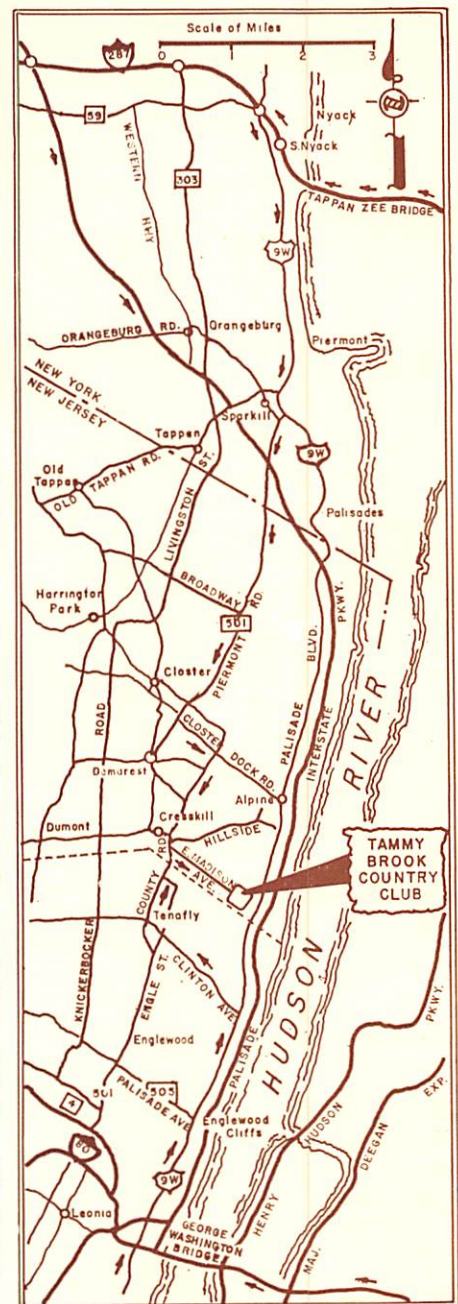 Scale of Miles
0 1 2 3
287
59
WESTERN HWY
303
Nyack
S. Nyack
TAPPAN ZEE BRIDGE
9W
ORANGEBURG RD.
Orangeburg
Piermont
NEW YORK
NEW JERSEY
Sparkill
Tappen
Old Tappan
OLD TAPPAN RD.
LIVINGSTON ST.
9W
Palisades
BROADWAY
Harrington Park
501
PIERMONT RD.
PKWY.
BLVD.
Closter
ROAD
CLOSTER DOCK RD.
PALISADE
INTERSTATE
RIVER
Demarest
Alpine
Cresskill
Dumont
HILLSIDE
E. MADISON AVE.
TAMMY
BROOK
COUNTRY
CLUB
COUNTY RD.
Tenafly
CLINTON AVE.
KNICKERBOCKER
ENGLE ST.
HUDSON
PALISADE
Englewood
PKWY.
501
505
PALISADE AVE.
4
Englewood
Cliffs
HUDSON
DEEGAN
EXP.
80
9W
HENRY
Leonia
GEORGE
WASHINGTON
BRIDGE
MAJ.